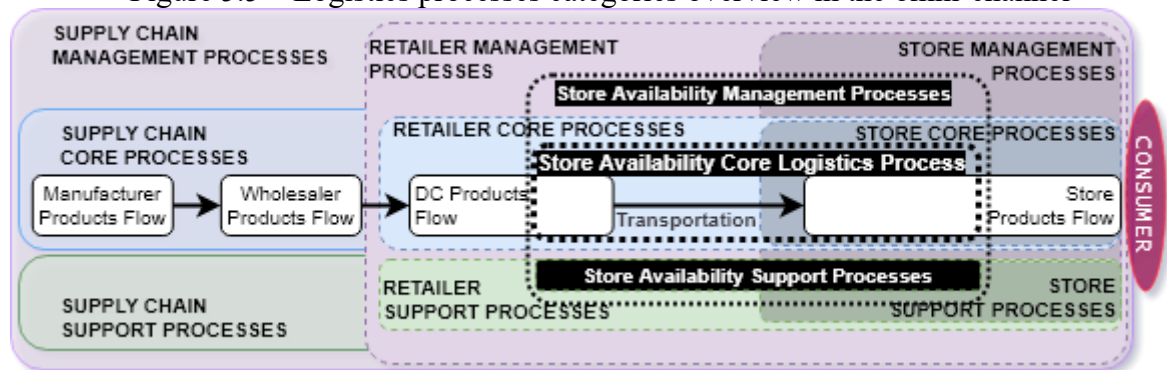 Figure 3.3 – Logistics processes categories overview in the omni-channel
SUPPLY CHAIN
MANAGEMENT PROCESSES
RETAILER MANAGEMENT
PROCESSES
STORE MANAGEMENT
PROCESSES
Store Availability Management Processes
SUPPLY CHAIN
CORE PROCESSES
RETAILER CORE PROCESSES
STORE CORE PROCESSES
Store Availability Core Logistics Process
Manufacturer
Products Flow
Wholesaler
Products Flow
DC Products
Flow
Transportation
Store
Products Flow
CONSUMER
Store Availability Support Processes
SUPPLY CHAIN
SUPPORT PROCESSES
RETAILER
SUPPORT PROCESSES
STORE
SUPPORT PROCESSES